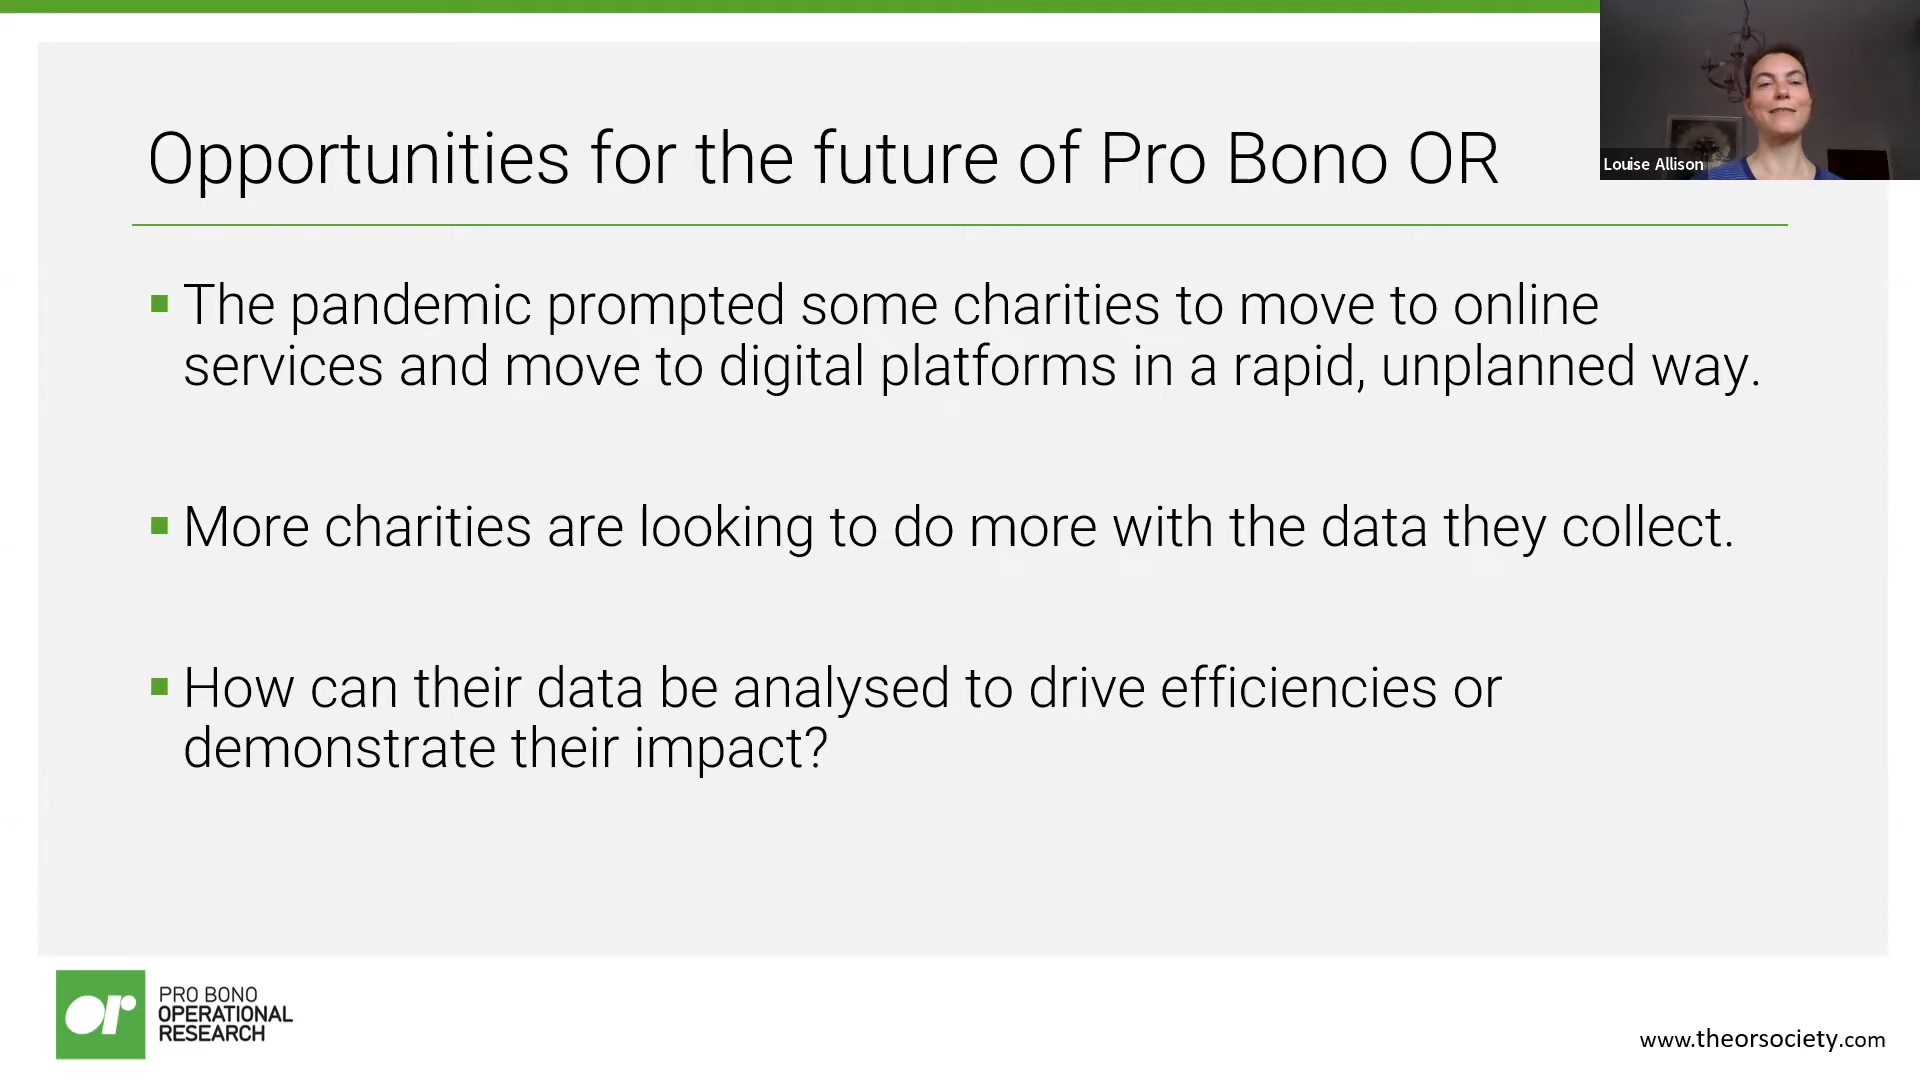 Opportunities for the future of Pro Bono OR
Louise Allison
▪ The pandemic prompted some charities to move to online
services and move to digital platforms in a rapid, unplanned way.
▪ More charities are looking to do more with the data they collect.
▪ How can their data be analysed to drive efficiencies or
demonstrate their impact?
or
PRO BONO
OPERATIONAL
RESEARCH
www.theorsociety.com